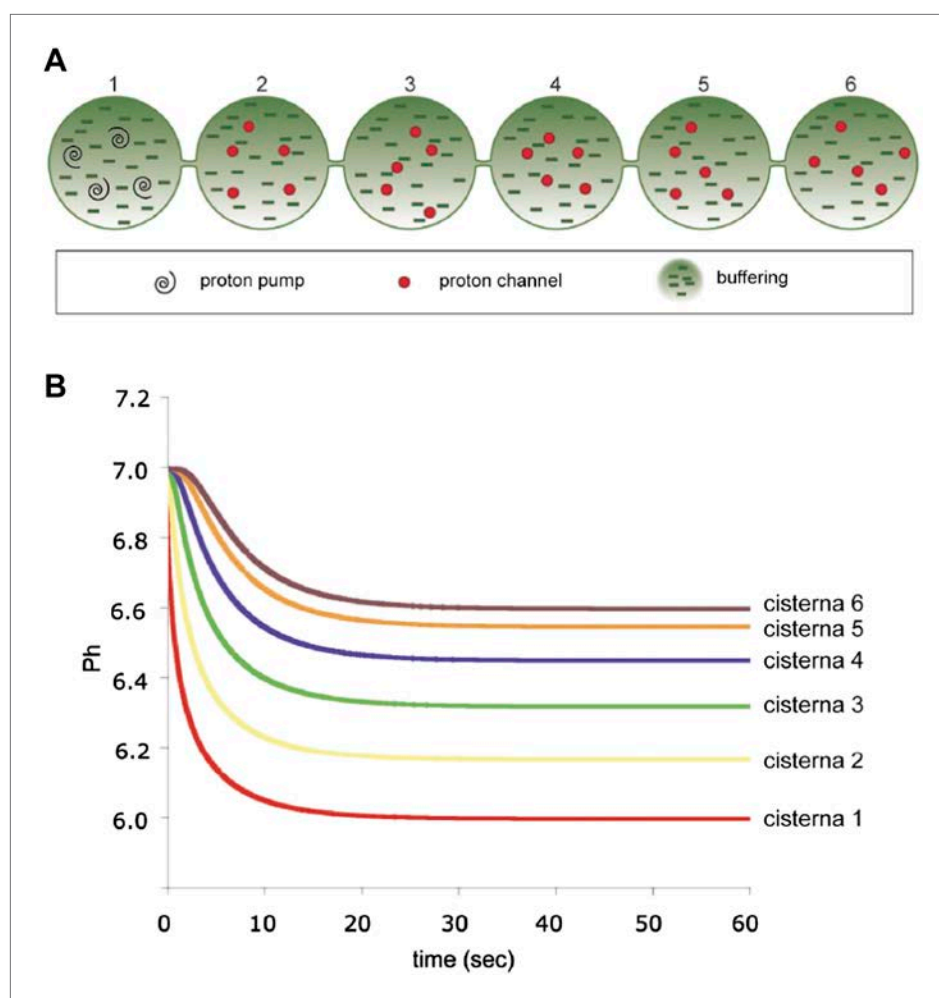 A
1 2 3 4 5 6
proton pump proton channel buffering
B
7.2
7.0
6.8
6.6
6.4
6.2
6.0
Ph
cisterna 6
cisterna 5
cisterna 4
cisterna 3
cisterna 2
cisterna 1
0 10 20 30 40 50 60
time (sec)